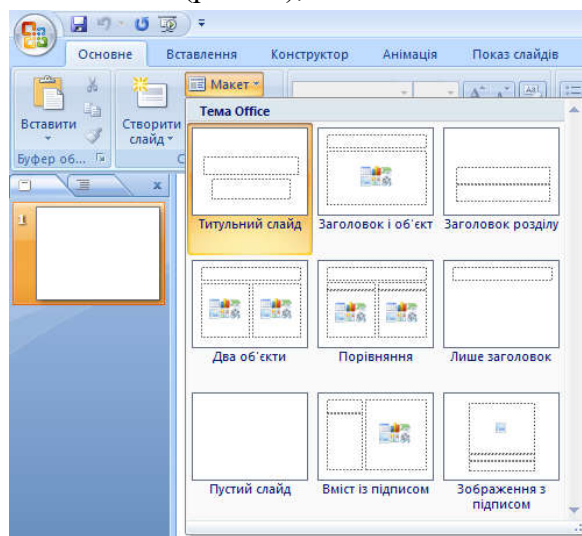 Основне Вставлення Конструктор Анімація Показ слайдів
Вставити
Створити слайд
Макет
Буфер об...
Тема Office
Титульний слайд Заголовок і об'єкт Заголовок розділу
Два об'єкти Порівняння Лише заголовок
Пустий слайд Вміст із підписом Зображення з підписом
1